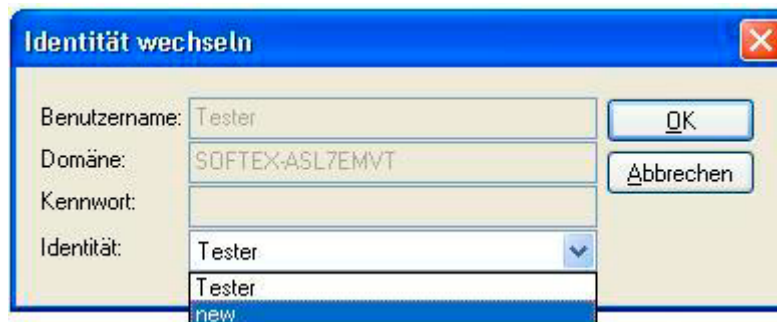 Identität wechseln
Benutzername: Tester
OK
Domäne: SOFTEX-ASL7EMVT
Abbrechen
Kennwort:
Identität: Tester
Tester
new